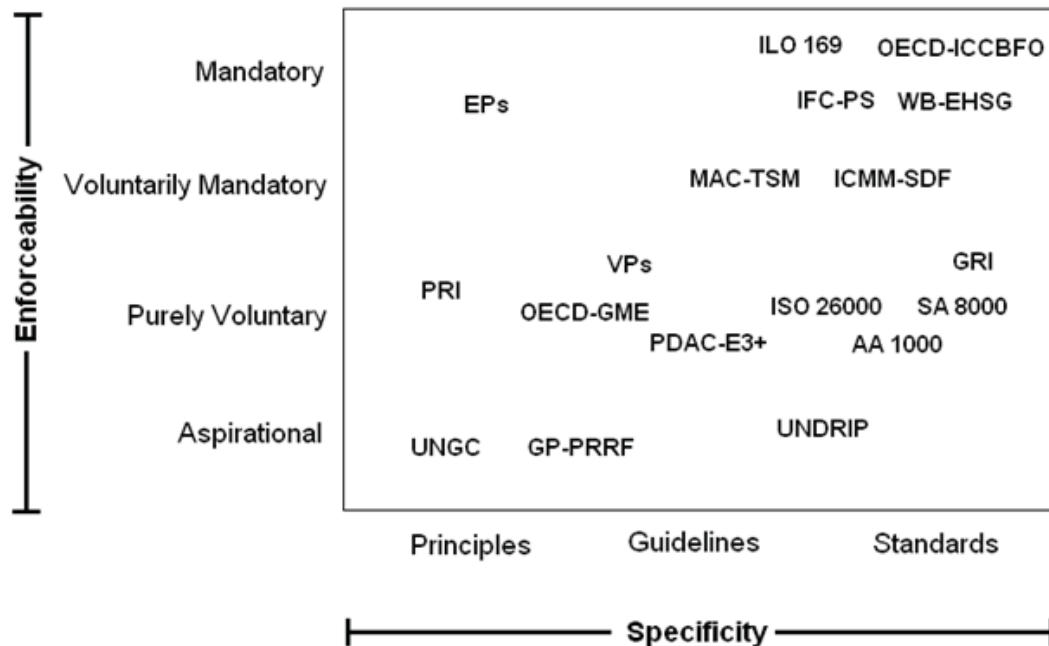 ILO 169 OECD-ICCBFO
Mandatory
EPs IFC-PS WB-EHSG
Voluntarily Mandatory MAC-TSM ICMM-SDF
VPs GRI
PRI
Purely Voluntary OECD-GME ISO 26000 SA 8000
PDAC-E3+ AA 1000
Aspirational UNDRIP
UNGC GP-PRRF
Enforceability
Principles Guidelines Standards
Specificity